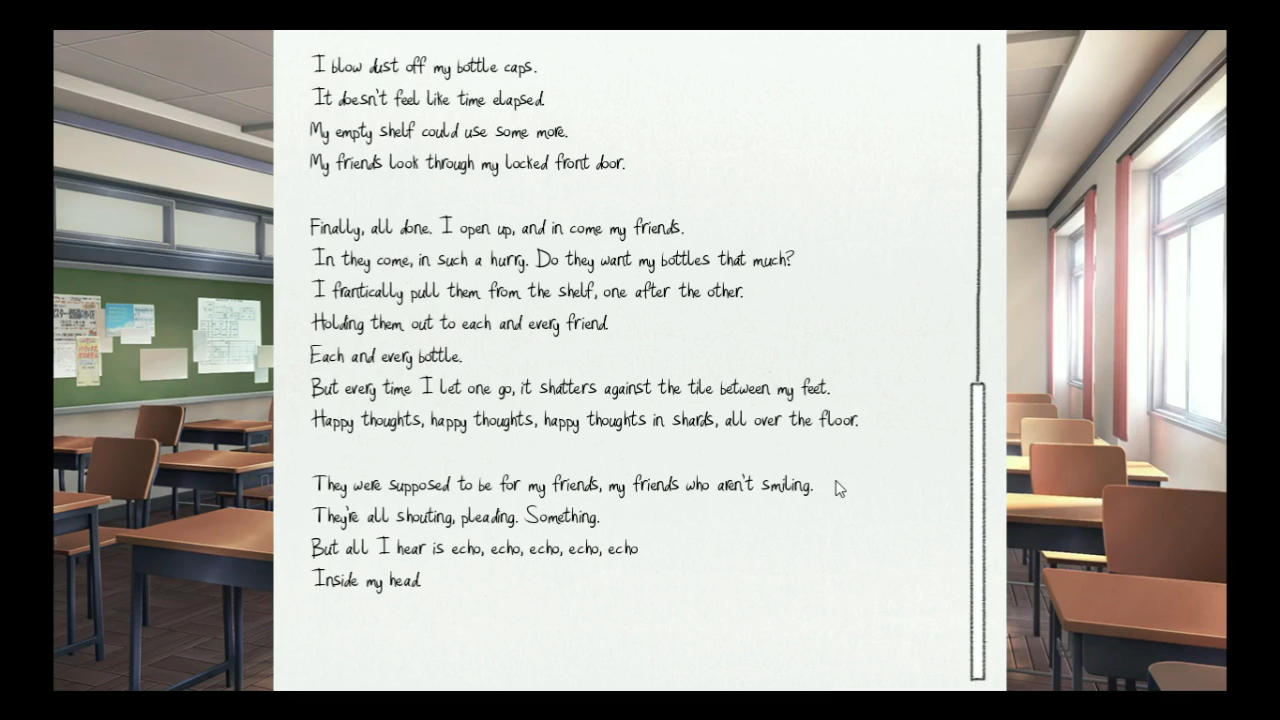 I blow dust off my bottle caps.
It doesn't feel like time elapsed.
My empty shelf could use some more.
My friends look through my locked front door.
Finally, all done. I open up, and in come my friends.
In they come, in such a hurry. Do they want my bottles that much?
I frantically pull them from the shelf, one after the other.
Holding them out to each and every friend.
Each and every bottle.
But every time I let one go, it shatters against the tile between my feet.
Happy thoughts, happy thoughts, happy thoughts in shards, all over the floor.
They were supposed to be for my friends, my friends who aren't smiling.
They're all shouting, pleading. Something.
But all I hear is echo, echo, echo, echo, echo
Inside my head.